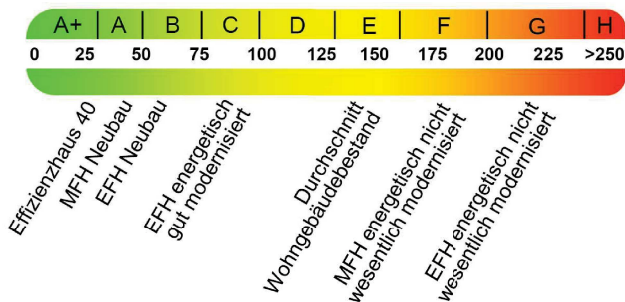 A+ A B C D E F G H
0 25 50 75 100 125 150 175 200 225 >250
Effizienzhaus 40
MFH Neubau
EFH Neubau
EFH energetisch
gut modernisiert
Durchschnitt
Wohngebäudebestand
MFH energetisch nicht
wesentlich modernisiert
EFH energetisch nicht
wesentlich modernisiert